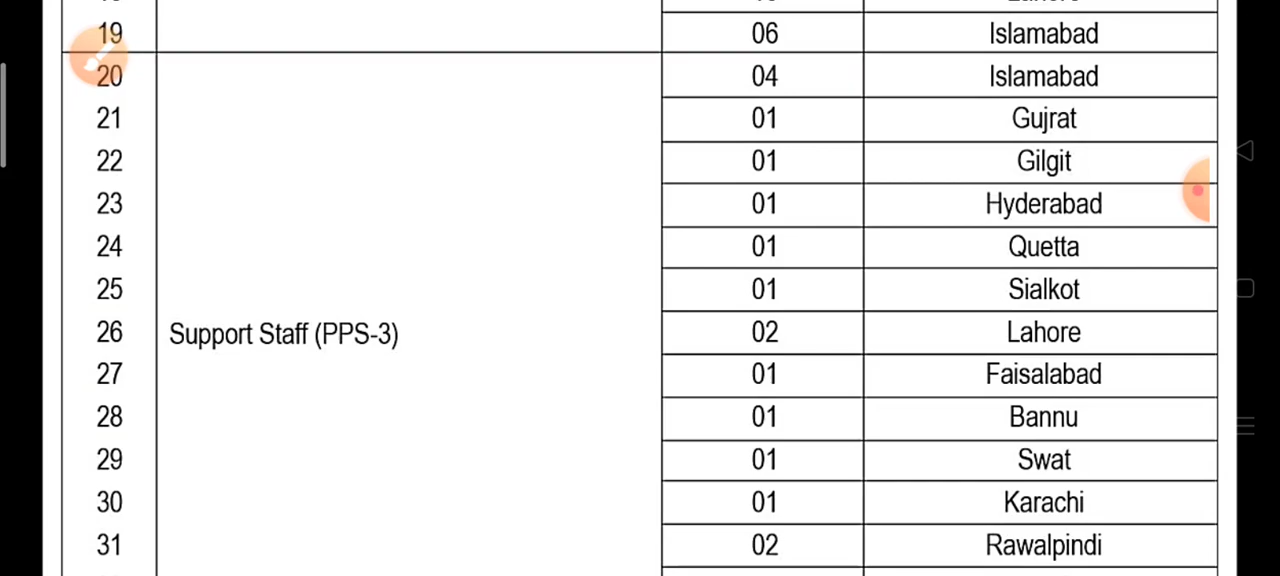 19 06 Islamabad
20 04 Islamabad
21 01 Gujrat
22 01 Gilgit
23 01 Hyderabad
24 01 Quetta
25 01 Sialkot
26 Support Staff (PPS-3) 02 Lahore
27 01 Faisalabad
28 01 Bannu
29 01 Swat
30 01 Karachi
31 02 Rawalpindi